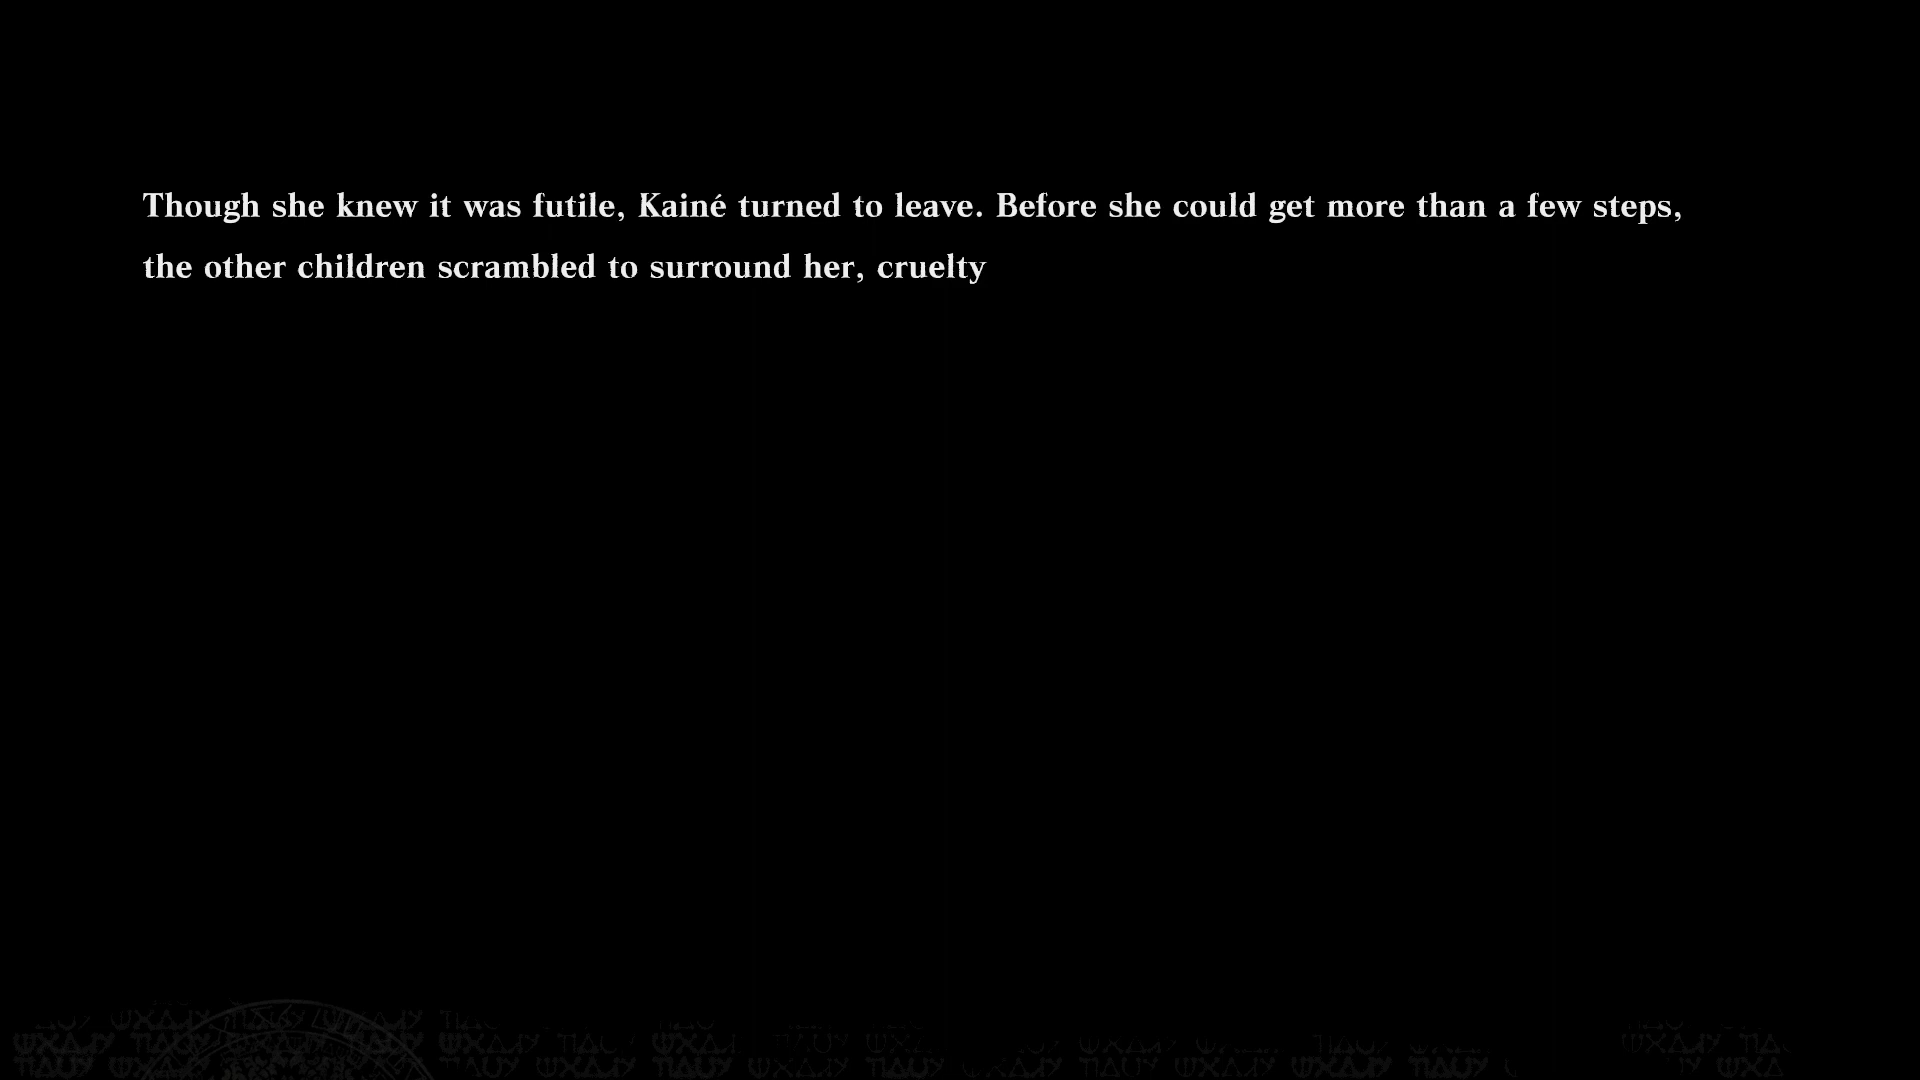 Though she knew it was futile, Kainé turned to leave. Before she could get more than a few steps,
the other children scrambled to surround her, cruelty